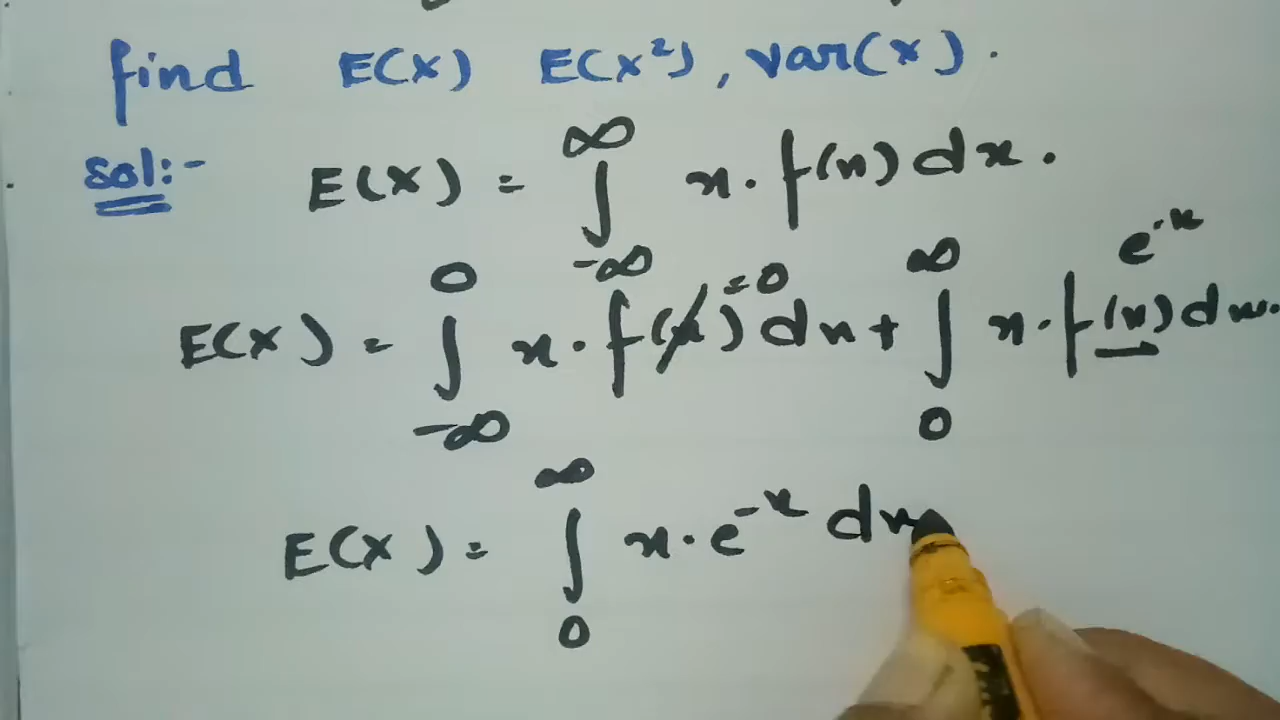 find E(X) E(X²), var(x).
Sol:- E(X) = ∫_{-∞}^{∞} x. f(x) dx.
E(X) = ∫_{-∞}^{0} x. f(x) =0 dx + ∫_{0}^{∞} x. f(x) e^{-x} dx.
E(X) = ∫_{0}^{∞} x. e^{-x} dx